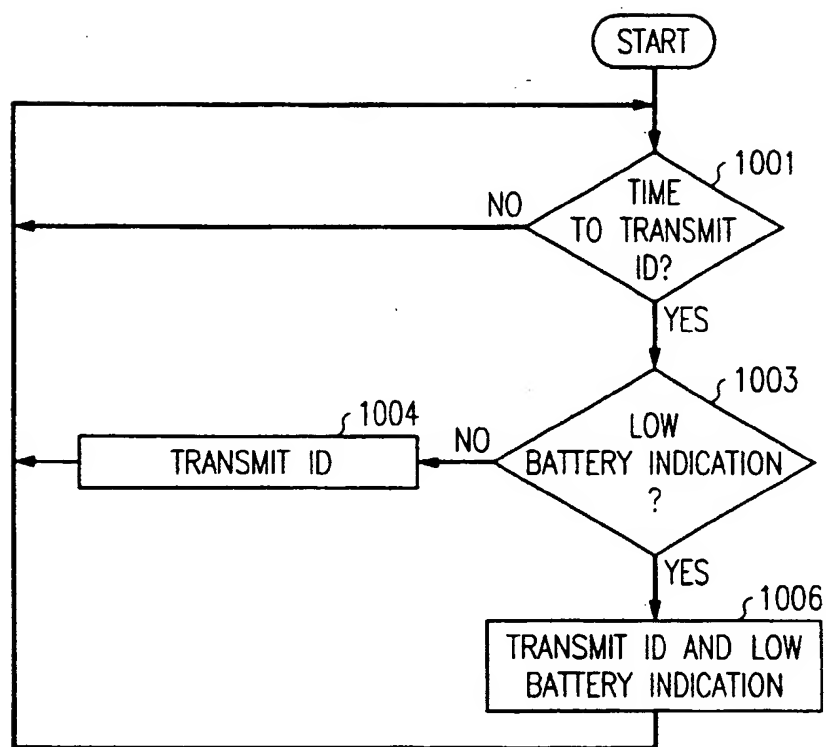 START
1001
TIME
TO TRANSMIT
ID?
NO
YES
1003
LOW
BATTERY INDICATION
?
NO
1004
TRANSMIT ID
YES
1006
TRANSMIT ID AND LOW
BATTERY INDICATION